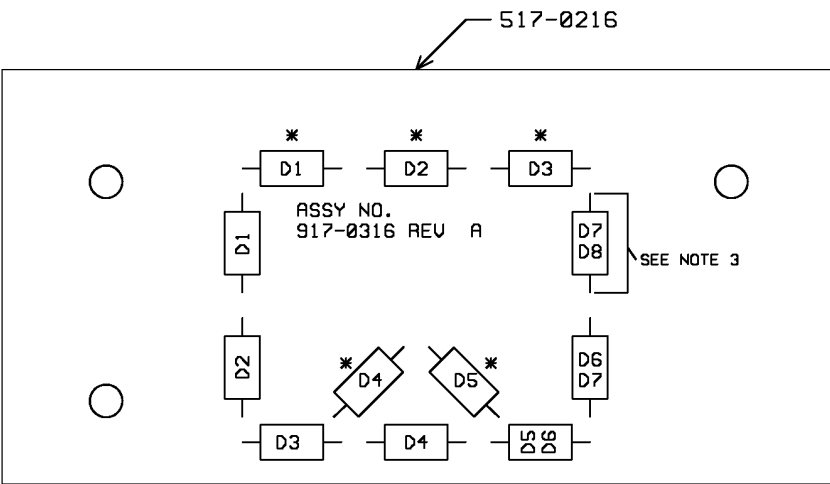 517-0216
* * *
D1 D2 D3
ASSY NO.
917-0316 REV A
D1
D7
D8
SEE NOTE 3
D2
* D4
D5 *
D6
D7
D3 D4
D5
D6